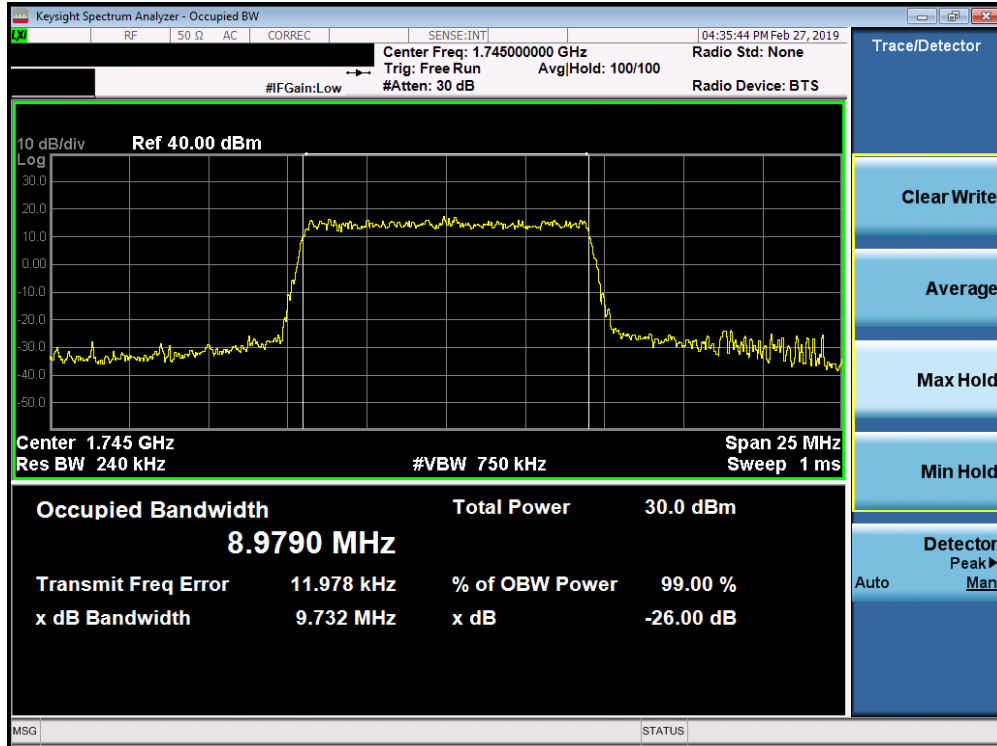 Keysight Spectrum Analyzer - Occupied BW
LXI RF 50 Ω AC CORREC SENSE:INT 04:35:44 PM Feb 27, 2019
Center Freq: 1.745000000 GHz Radio Std: None
Trig: Free Run Avg|Hold: 100/100
#IFGain:Low #Atten: 30 dB Radio Device: BTS
10 dB/div Ref 40.00 dBm
Log
30.0
20.0
10.0
0.00
-10.0
-20.0
-30.0
-40.0
-50.0
Center 1.745 GHz Span 25 MHz
Res BW 240 kHz #VBW 750 kHz Sweep 1 ms
Occupied Bandwidth Total Power 30.0 dBm
8.9790 MHz
Transmit Freq Error 11.978 kHz % of OBW Power 99.00 %
x dB Bandwidth 9.732 MHz x dB -26.00 dB
MSG STATUS
Trace/Detector
Clear Write
Average
Max Hold
Min Hold
Detector
Peak▶
Auto Man